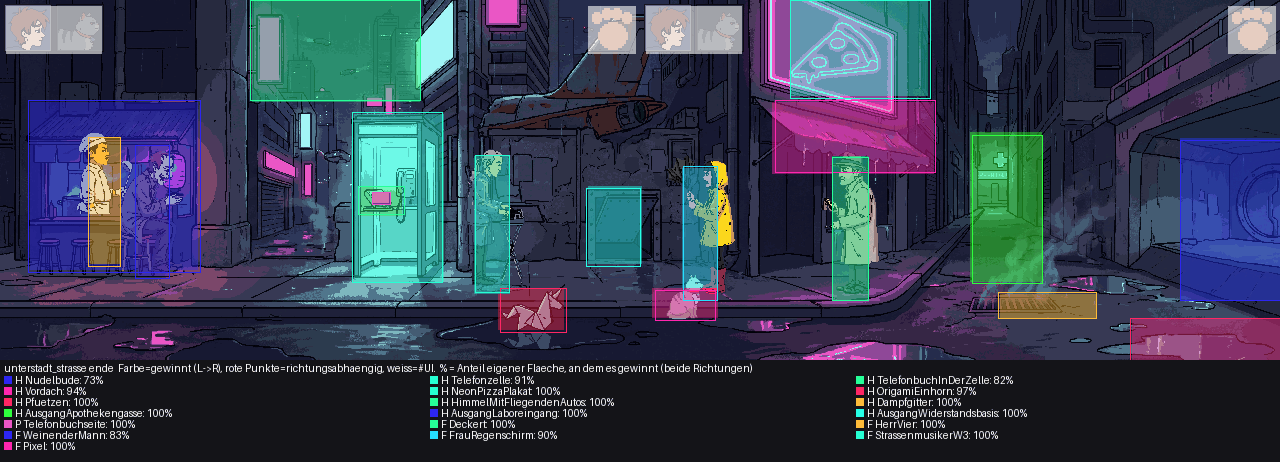 unterstadt_strasse ende  Farbe=gewinnt (L->R), rote Punkte=richtungsabhaengig, weiss=#UI. % = Anteil eigener Flaeche, an dem es gewinnt (beide Richtungen)
H Nudelbude: 73%
H Telefonzelle: 91%
H TelefonbuchInDerZelle: 82%
H Vordach: 94%
H NeonPizzaPlakat: 100%
H OrigamiEinhorn: 97%
H Pfuetzen: 100%
H HimmelMitFliegendenAutos: 100%
H Dampfgitter: 100%
H AusgangApothekengasse: 100%
H AusgangLaboreingang: 100%
H AusgangWiderstandsbasis: 100%
P Telefonbuchseite: 100%
F Deckert: 100%
F HerrVier: 100%
F WeinenderMann: 83%
F FrauRegenschirm: 90%
F StrassenmusikerW3: 100%
F Pixel: 100%